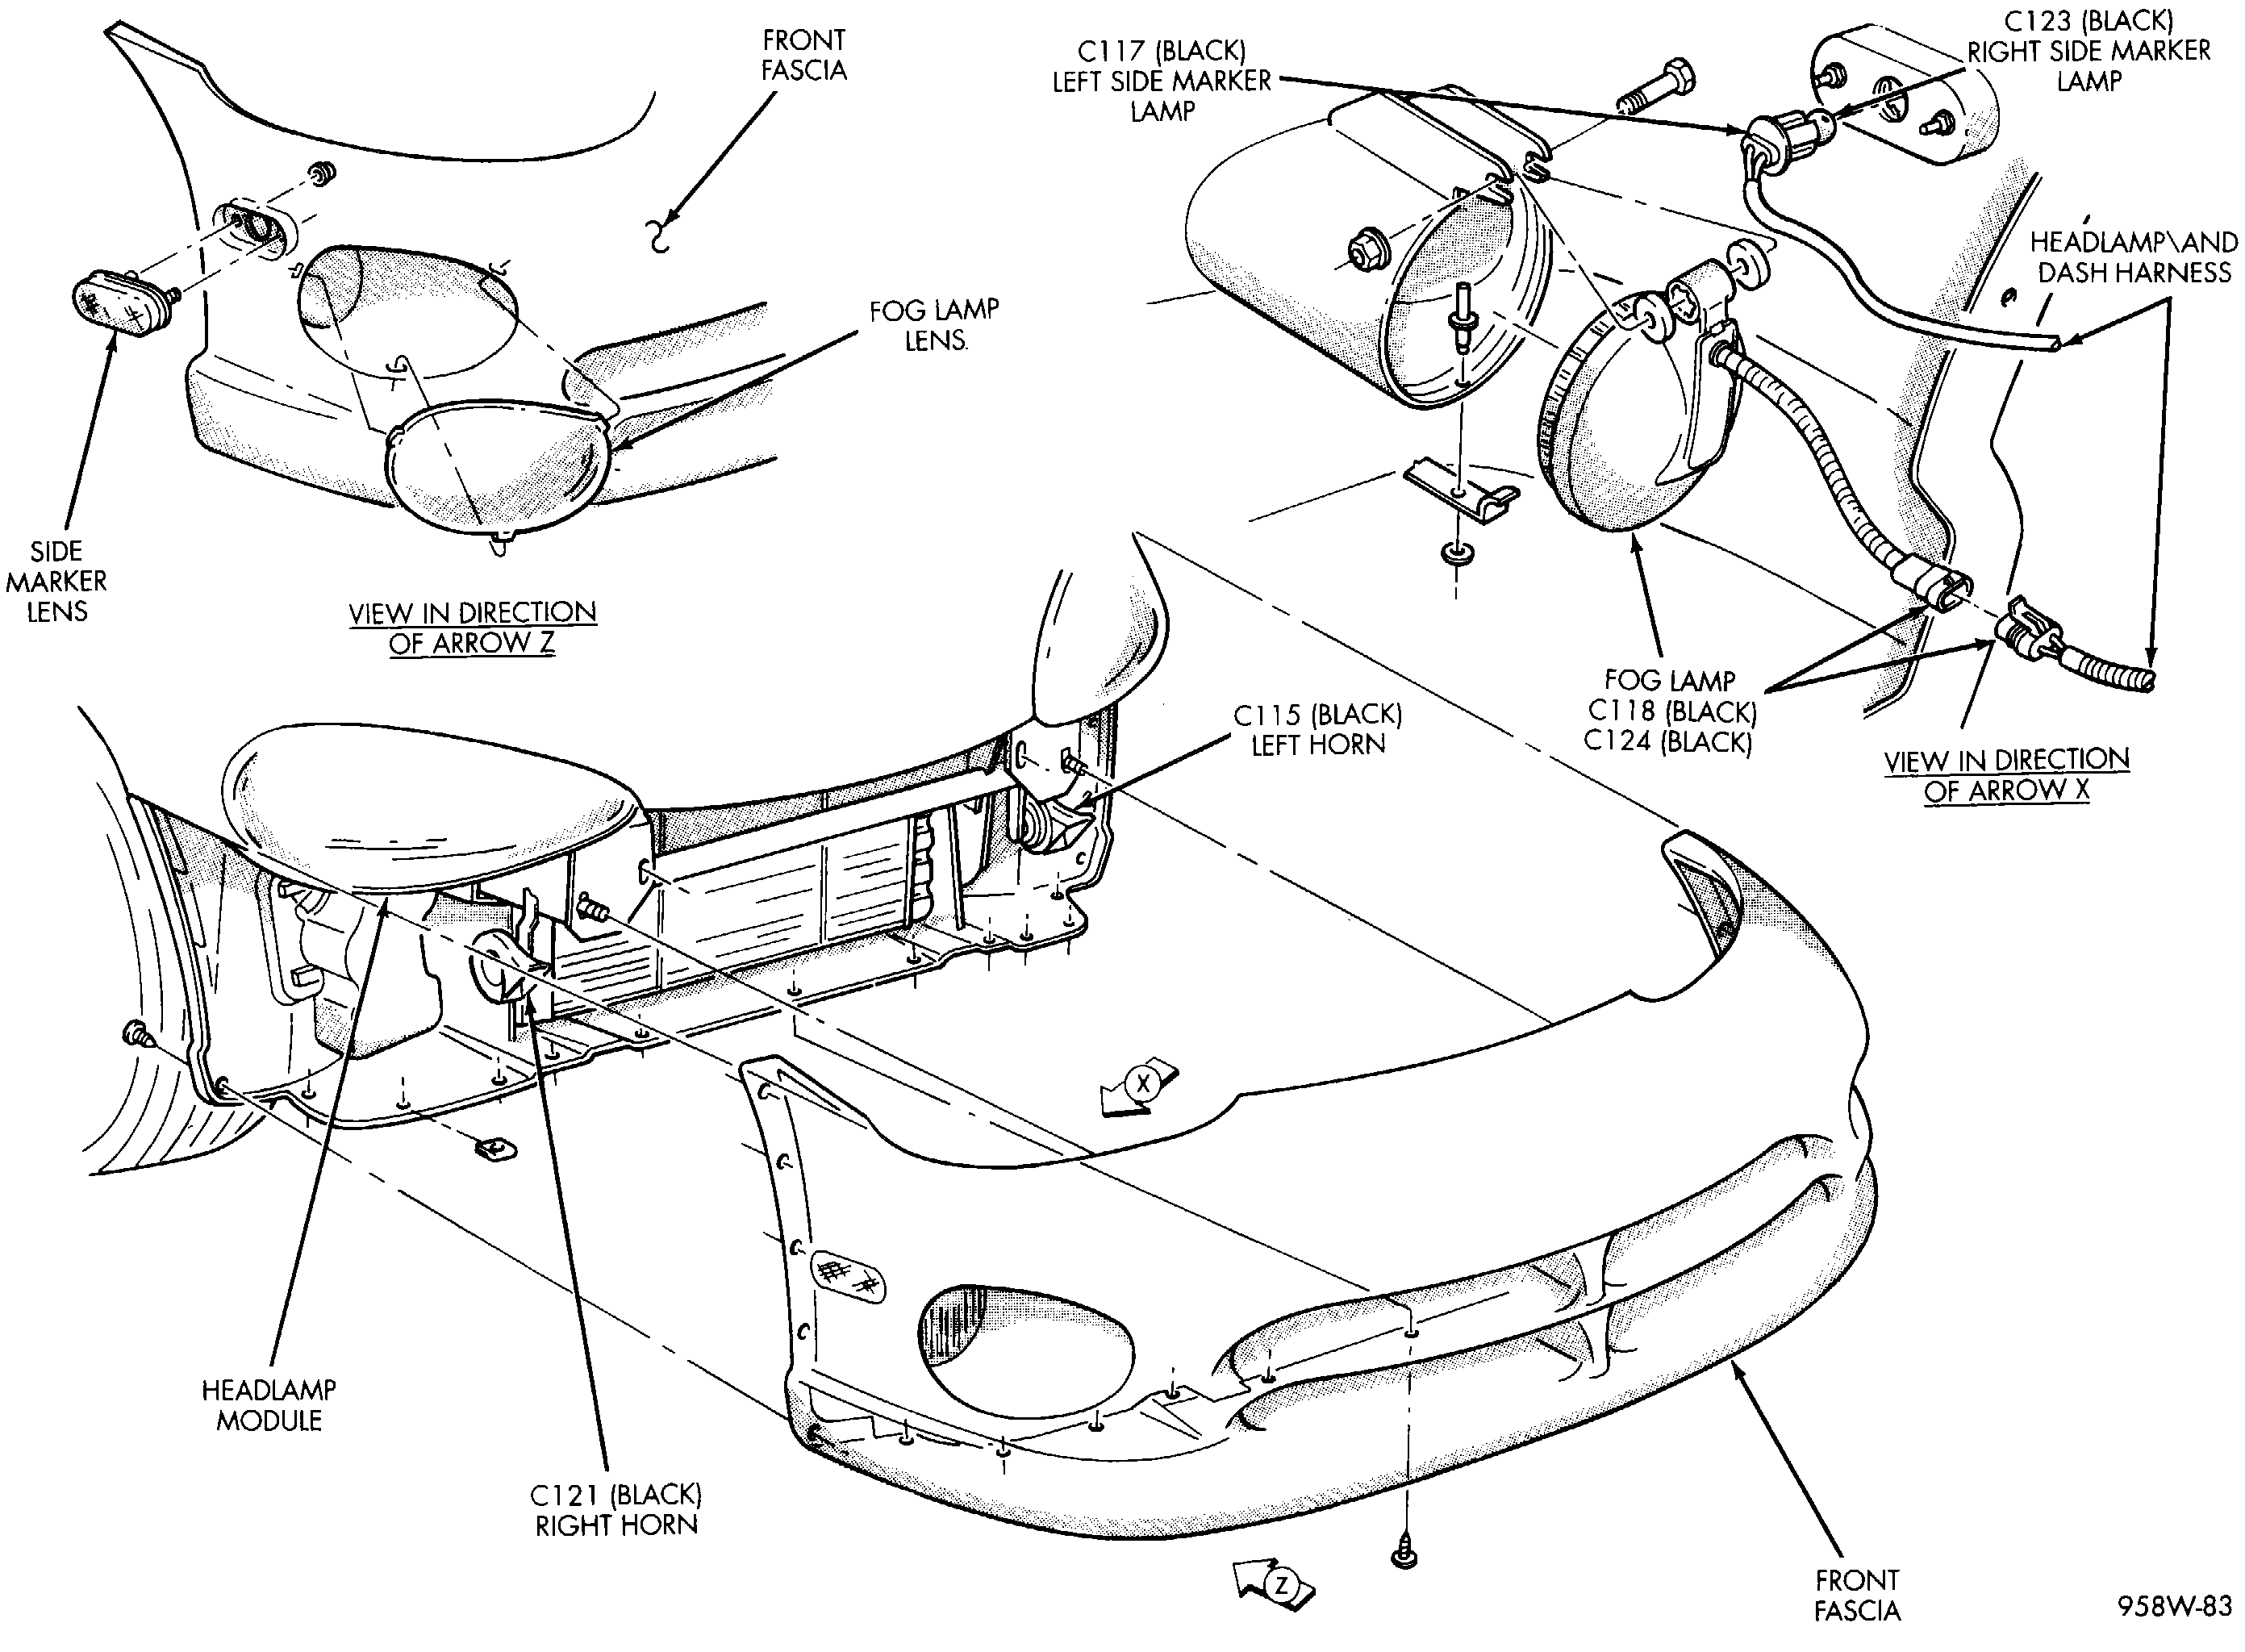 FRONT
FASCIA
C117 (BLACK)
LEFT SIDE MARKER
LAMP
C123 (BLACK)
RIGHT SIDE MARKER
LAMP
HEADLAMP\AND
DASH HARNESS
FOG LAMP
LENS
SIDE
MARKER
LENS
VIEW IN DIRECTION
OF ARROW Z
FOG LAMP
C118 (BLACK)
C124 (BLACK)
VIEW IN DIRECTION
OF ARROW X
C115 (BLACK)
LEFT HORN
X
HEADLAMP
MODULE
C121 (BLACK)
RIGHT HORN
Z
FRONT
FASCIA
958W-83